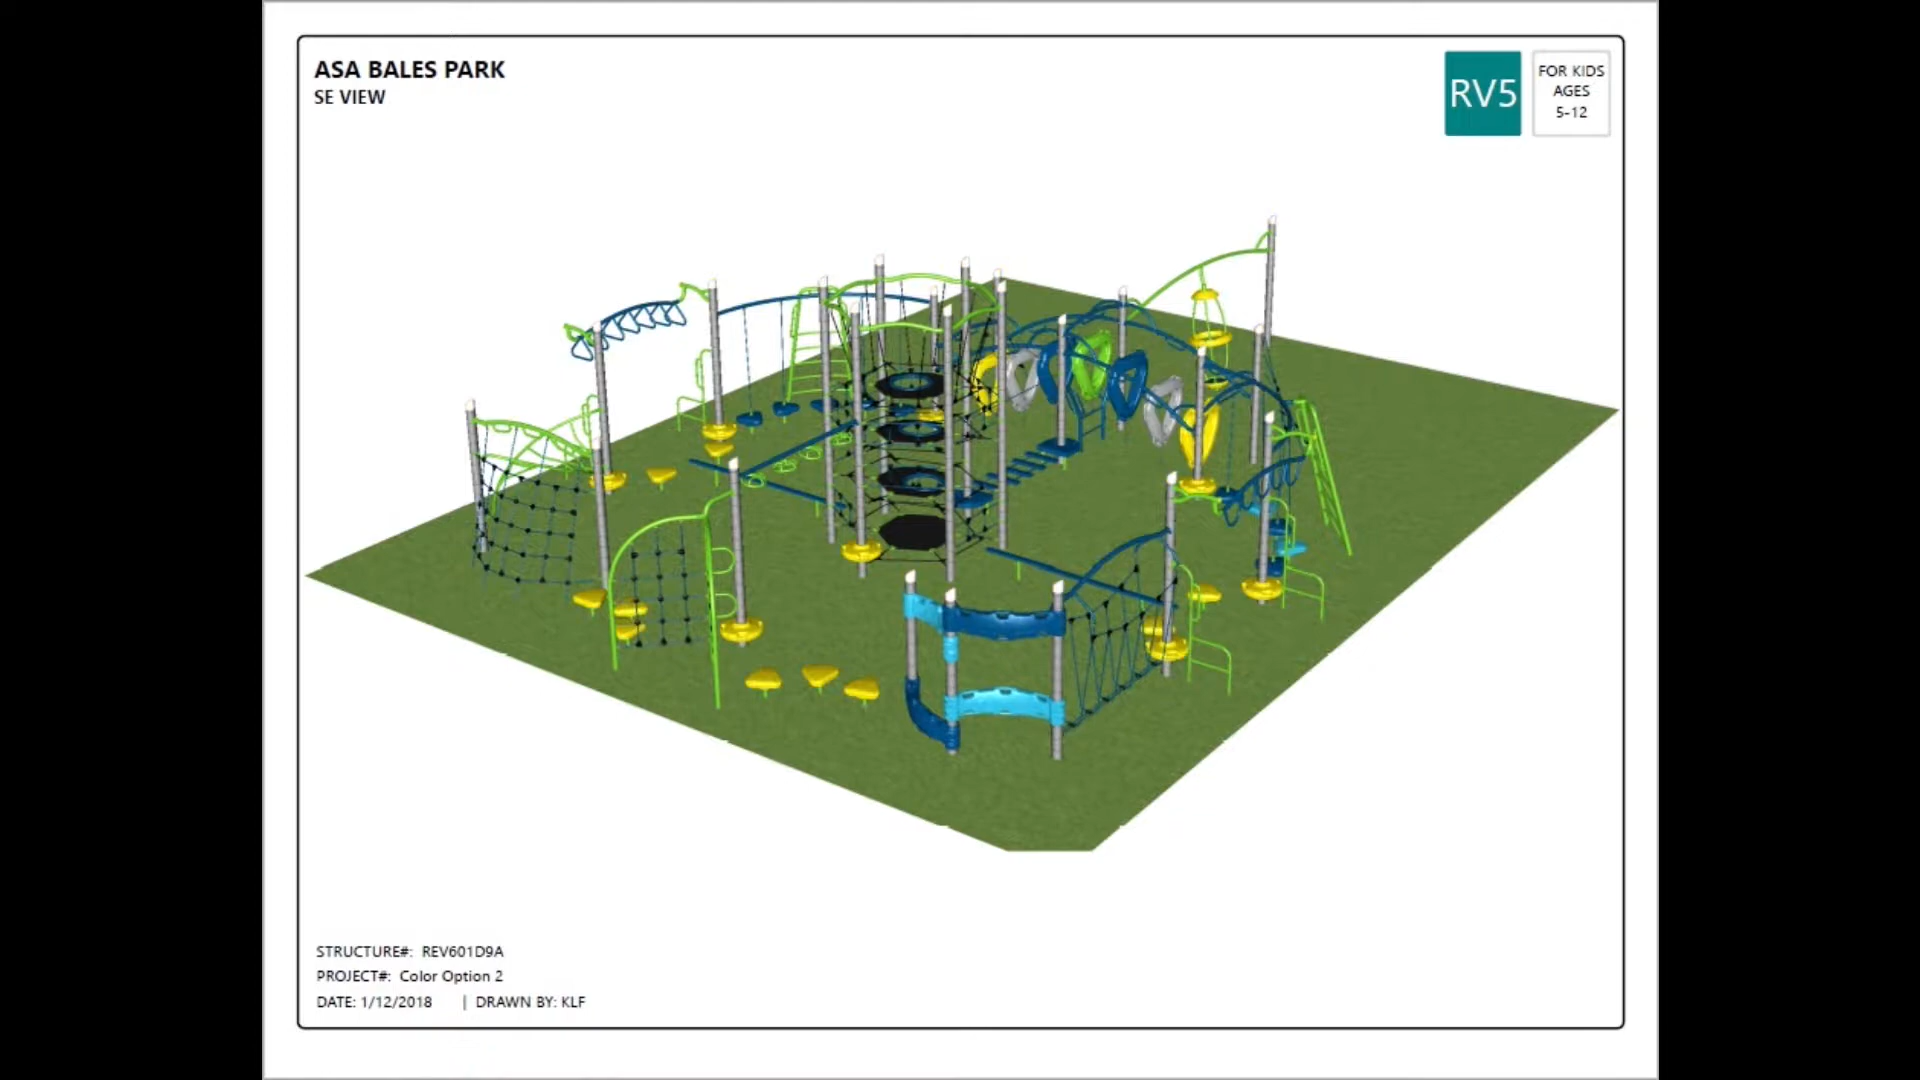 ASA BALES PARK
SE VIEW
RV5
FOR KIDS
AGES
5-12
STRUCTURE#: REV601D9A
PROJECT#: Color Option 2
DATE: 1/12/2018 | DRAWN BY: KLF